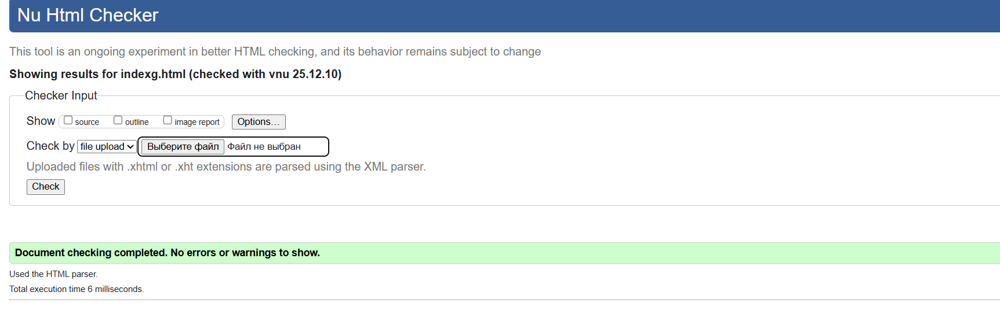 Nu Html Checker
This tool is an ongoing experiment in better HTML checking, and its behavior remains subject to change
Showing results for indexg.html (checked with vnu 25.12.10)
Checker Input
Show source outline image report Options...
Check by file upload Выберите файл Файл не выбран
Uploaded files with .xhtml or .xht extensions are parsed using the XML parser.
Check
Document checking completed. No errors or warnings to show.
Used the HTML parser.
Total execution time 6 milliseconds.